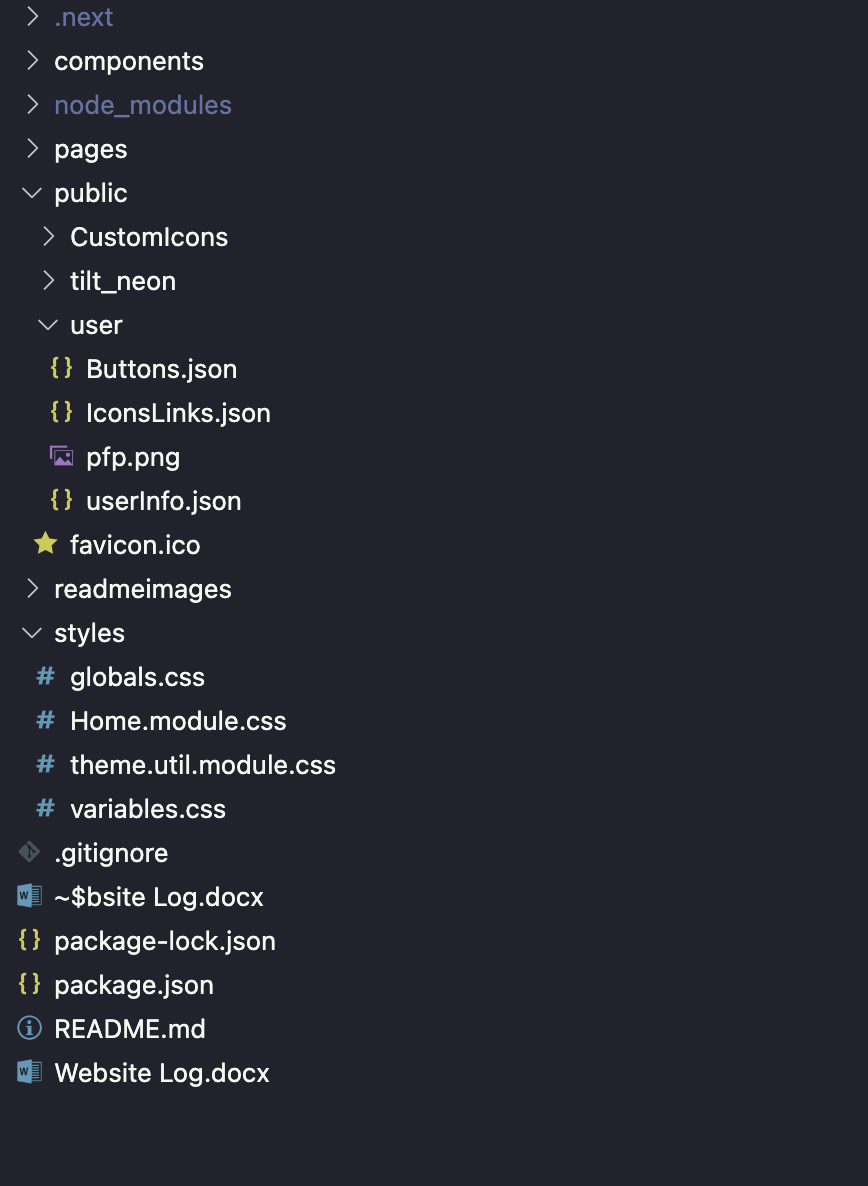 .next
components
node_modules
pages
public
CustomIcons
tilt_neon
user
{} Buttons.json
{} IconsLinks.json
pfp.png
{} userInfo.json
favicon.ico
readmeimages
styles
# globals.css
# Home.module.css
# theme.util.module.css
# variables.css
.gitignore
W ~$bsite Log.docx
{} package-lock.json
{} package.json
README.md
W Website Log.docx